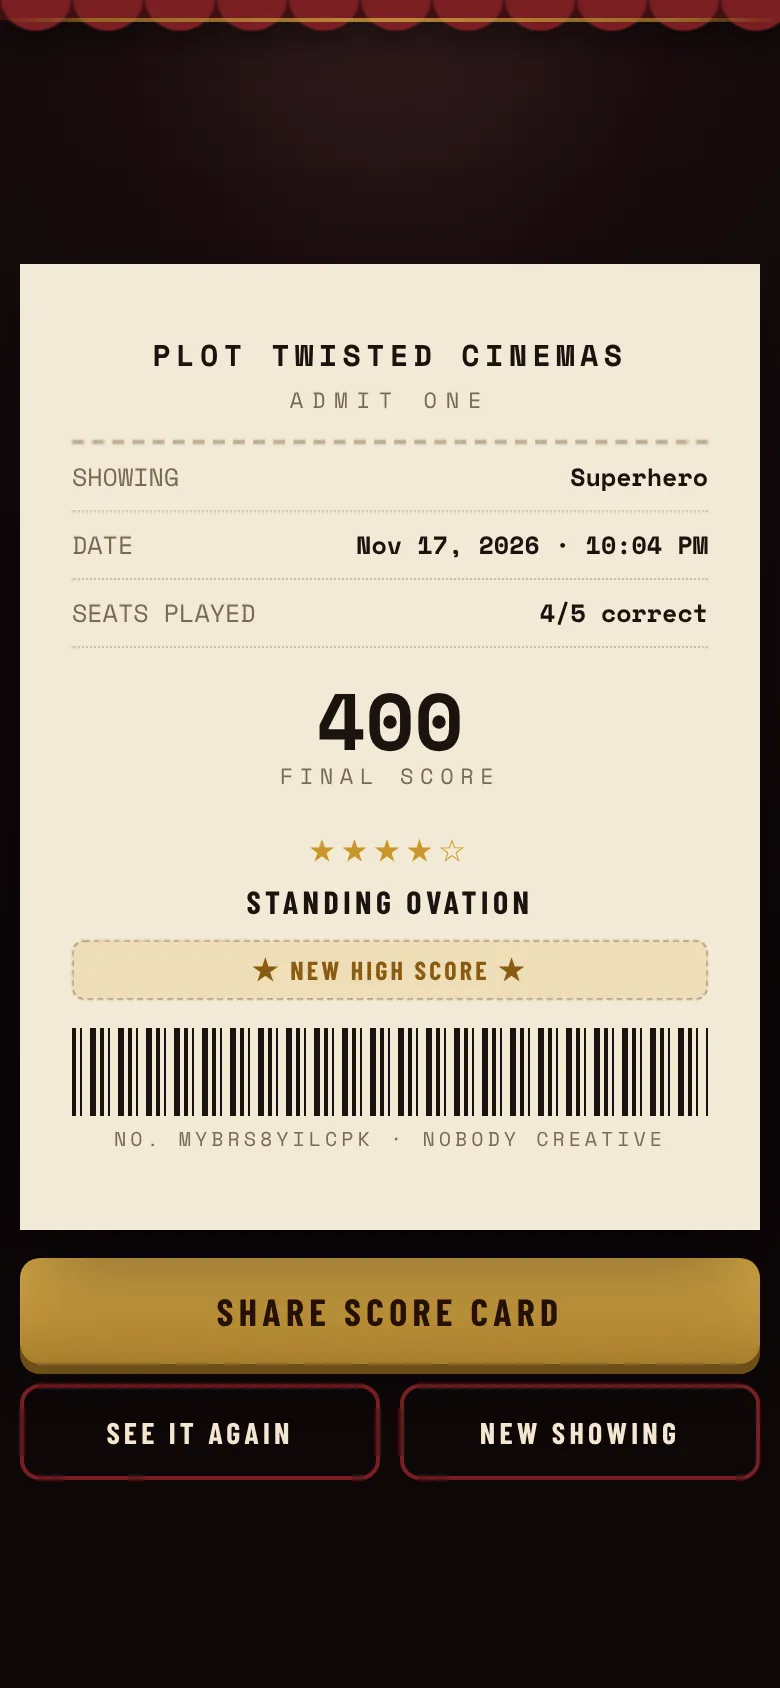 PLOT TWISTED CINEMAS
ADMIT ONE
SHOWING Superhero
DATE Nov 17, 2026 · 10:04 PM
SEATS PLAYED 4/5 correct
400
FINAL SCORE
★★★★☆
STANDING OVATION
★ NEW HIGH SCORE ★
NO. MYBRS8YILCPK · NOBODY CREATIVE
SHARE SCORE CARD
SEE IT AGAIN NEW SHOWING